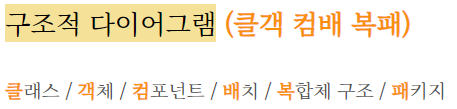 구조적 다이어그램 (클객 컴배 복패)
클래스 / 객체 / 컴포넌트 / 배치 / 복합체 구조 / 패키지